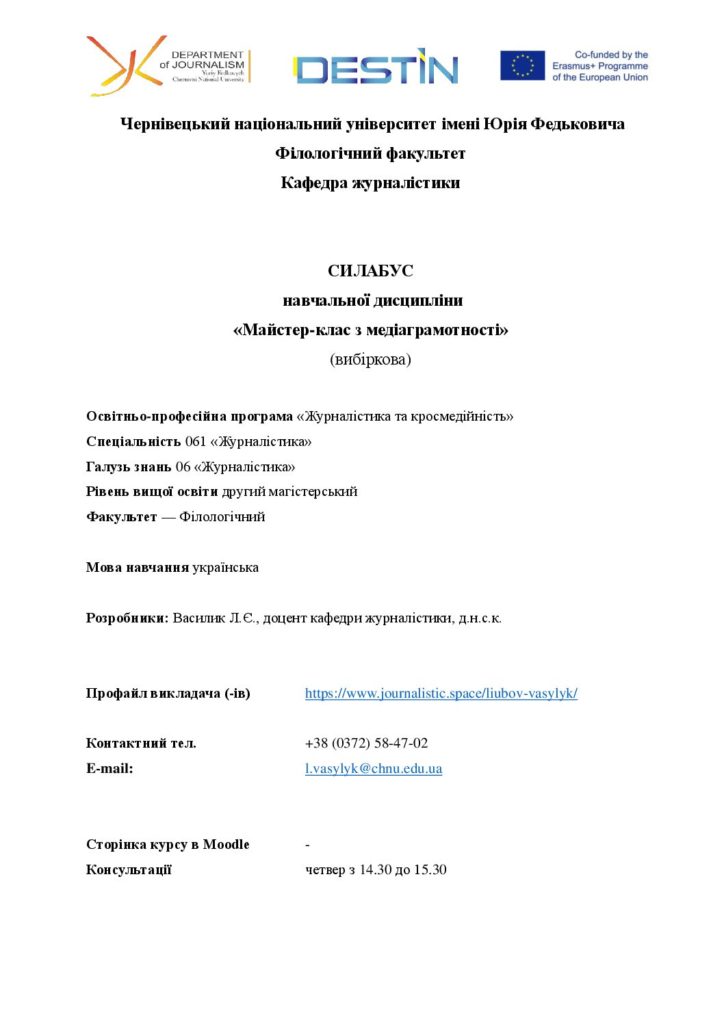 DEPARTMENT
of JOURNALISM
Yuriy Fedkovych
Chernivtsi National University
DESTIN
Co-funded by the
Erasmus+ Programme
of the European Union
Чернівецький національний університет імені Юрія Федьковича
Філологічний факультет
Кафедра журналістики
СИЛАБУС
навчальної дисципліни
«Майстер-клас з медіаграмотності»
(вибіркова)
Освітньо-професійна програма «Журналістика та кросмедійність»
Спеціальність 061 «Журналістика»
Галузь знань 06 «Журналістика»
Рівень вищої освіти другий магістерський
Факультет — Філологічний
Мова навчання українська
Розробники: Василик Л.Є., доцент кафедри журналістики, д.н.с.к.
Профайл викладача (-ів) https://www.journalistic.space/liubov-vasylyk/
Контактний тел. +38 (0372) 58-47-02
E-mail: l.vasylyk@chnu.edu.ua
Сторінка курсу в Moodle -
Консультації четвер з 14.30 до 15.30